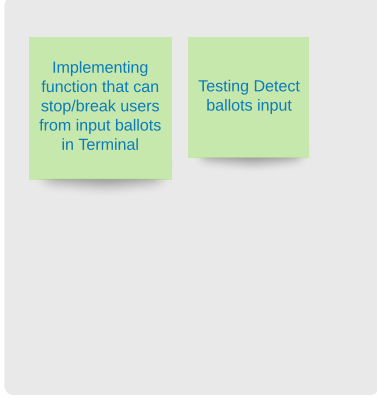 Implementing
function that can
stop/break users
from input ballots
in Terminal
Testing Detect
ballots input